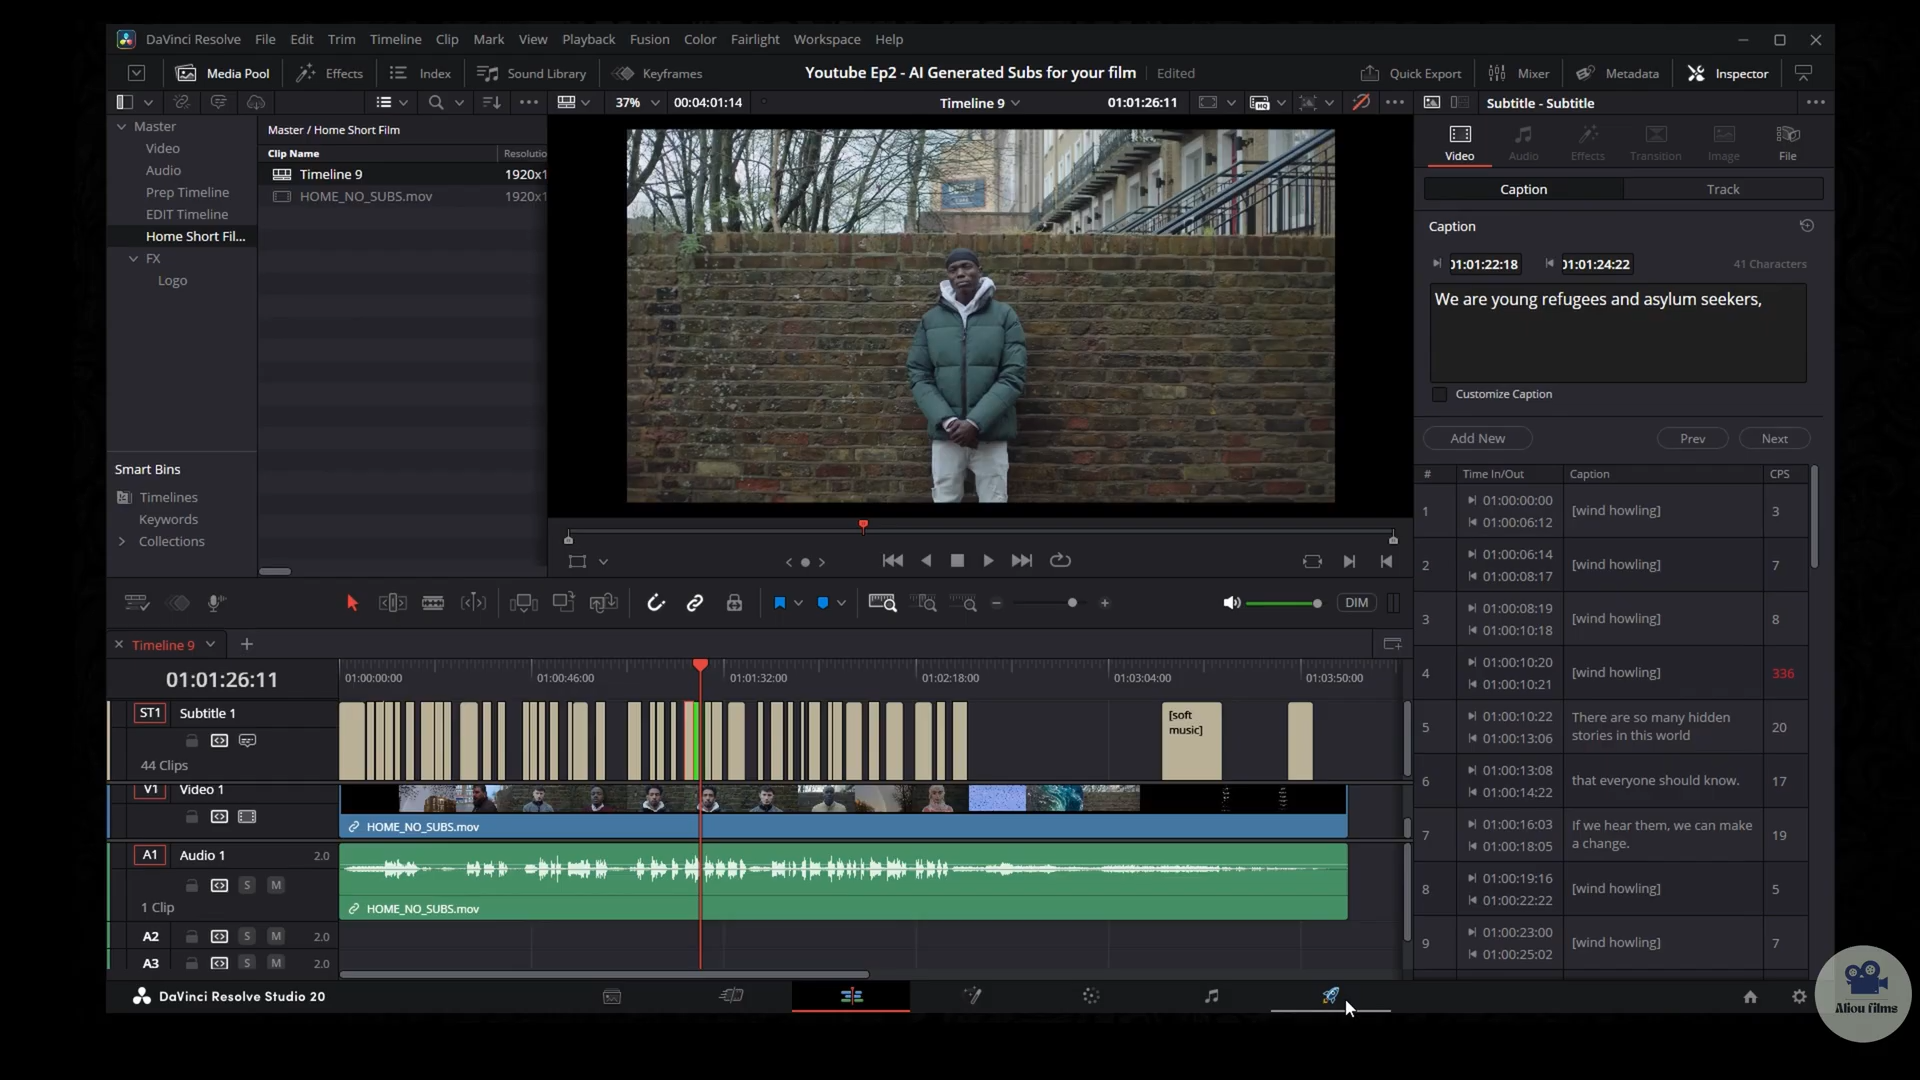 DaVinci Resolve File Edit Trim Timeline Clip Mark View Playback Fusion Color Fairlight Workspace Help
Media Pool Effects Index Sound Library Keyframes Youtube Ep2 - AI Generated Subs for your film Edited Quick Export Mixer Metadata Inspector
37% 00:04:01:14 Timeline 9 01:01:26:11 Subtitle - Subtitle
Master
Video
Audio
Prep Timeline
EDIT Timeline
Home Short Fil...
FX
Logo
Smart Bins
Timelines
Keywords
Collections
Master / Home Short Film
Clip Name Resolutio
Timeline 9 1920x1
HOME_NO_SUBS.mov 1920x1
Video Audio Effects Transition Image File
Caption Track
Caption
01:01:22:18 01:01:24:22 41 Characters
We are young refugees and asylum seekers,
Customize Caption
Add New Prev Next
# Time In/Out Caption CPS
1 01:00:00:00 01:00:06:12 [wind howling] 3
2 01:00:06:14 01:00:08:17 [wind howling] 7
3 01:00:08:19 01:00:10:18 [wind howling] 8
4 01:00:10:20 01:00:10:21 [wind howling] 336
5 01:00:10:22 01:00:13:06 There are so many hidden stories in this world 20
6 01:00:13:08 01:00:14:22 that everyone should know. 17
7 01:00:16:03 01:00:18:05 If we hear them, we can make a change. 19
8 01:00:19:16 01:00:22:22 [wind howling] 5
9 01:00:23:00 01:00:25:02 [wind howling] 7
DIM
Timeline 9
01:01:26:11 01:00:00:00 01:00:46:00 01:01:32:00 01:02:18:00 01:03:04:00 01:03:50:00
ST1 Subtitle 1
44 Clips
[soft
music]
V1 Video 1
HOME_NO_SUBS.mov
A1 Audio 1 2.0
S M
1 Clip
HOME_NO_SUBS.mov
A2 S M 2.0
A3 S M 2.0
DaVinci Resolve Studio 20
Aliou films